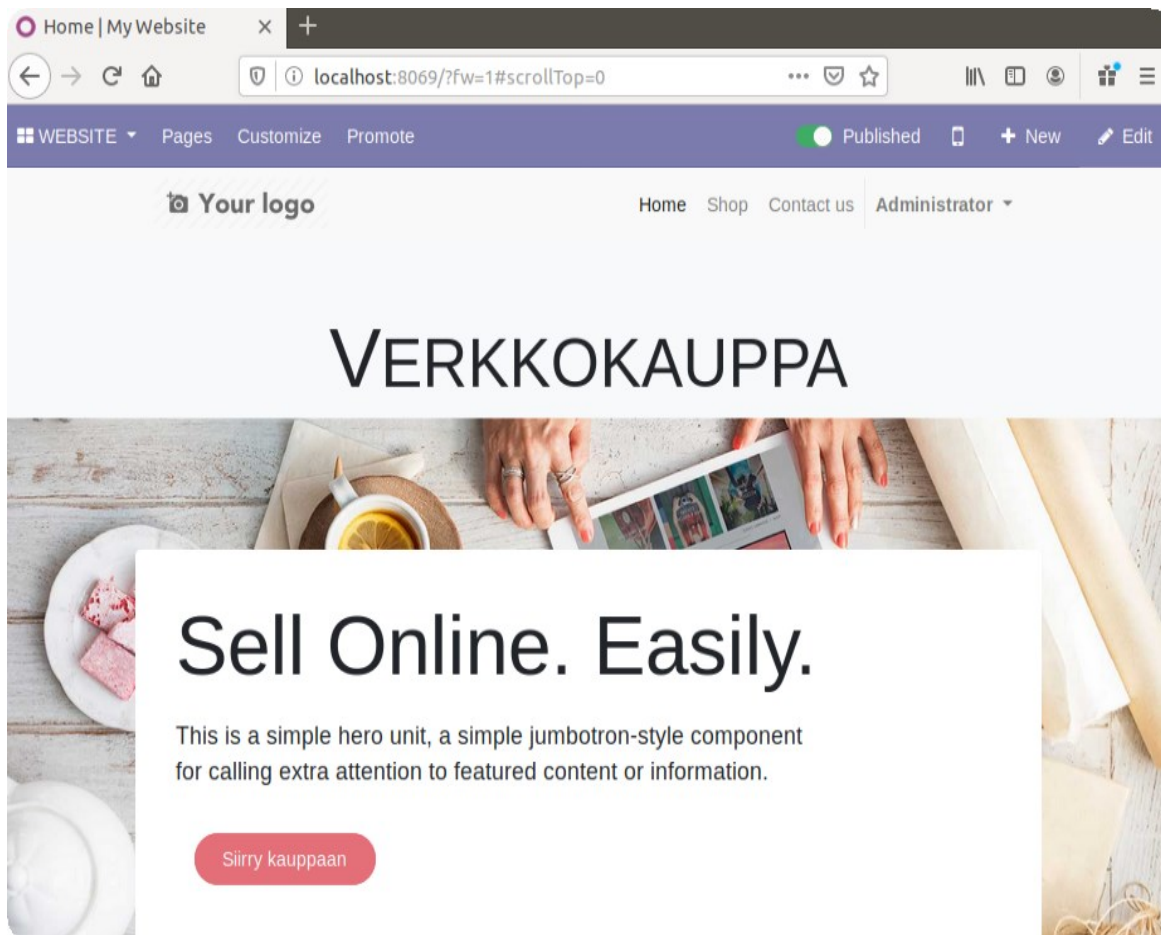 Home | My Website
localhost:8069/?fw=1#scrollTop=0
WEBSITE Pages Customize Promote Published New Edit
Your logo Home Shop Contact us Administrator
VERKKOKAUPPA
Sell Online. Easily.
This is a simple hero unit, a simple jumbotron-style component
for calling extra attention to featured content or information.
Siirry kauppaan